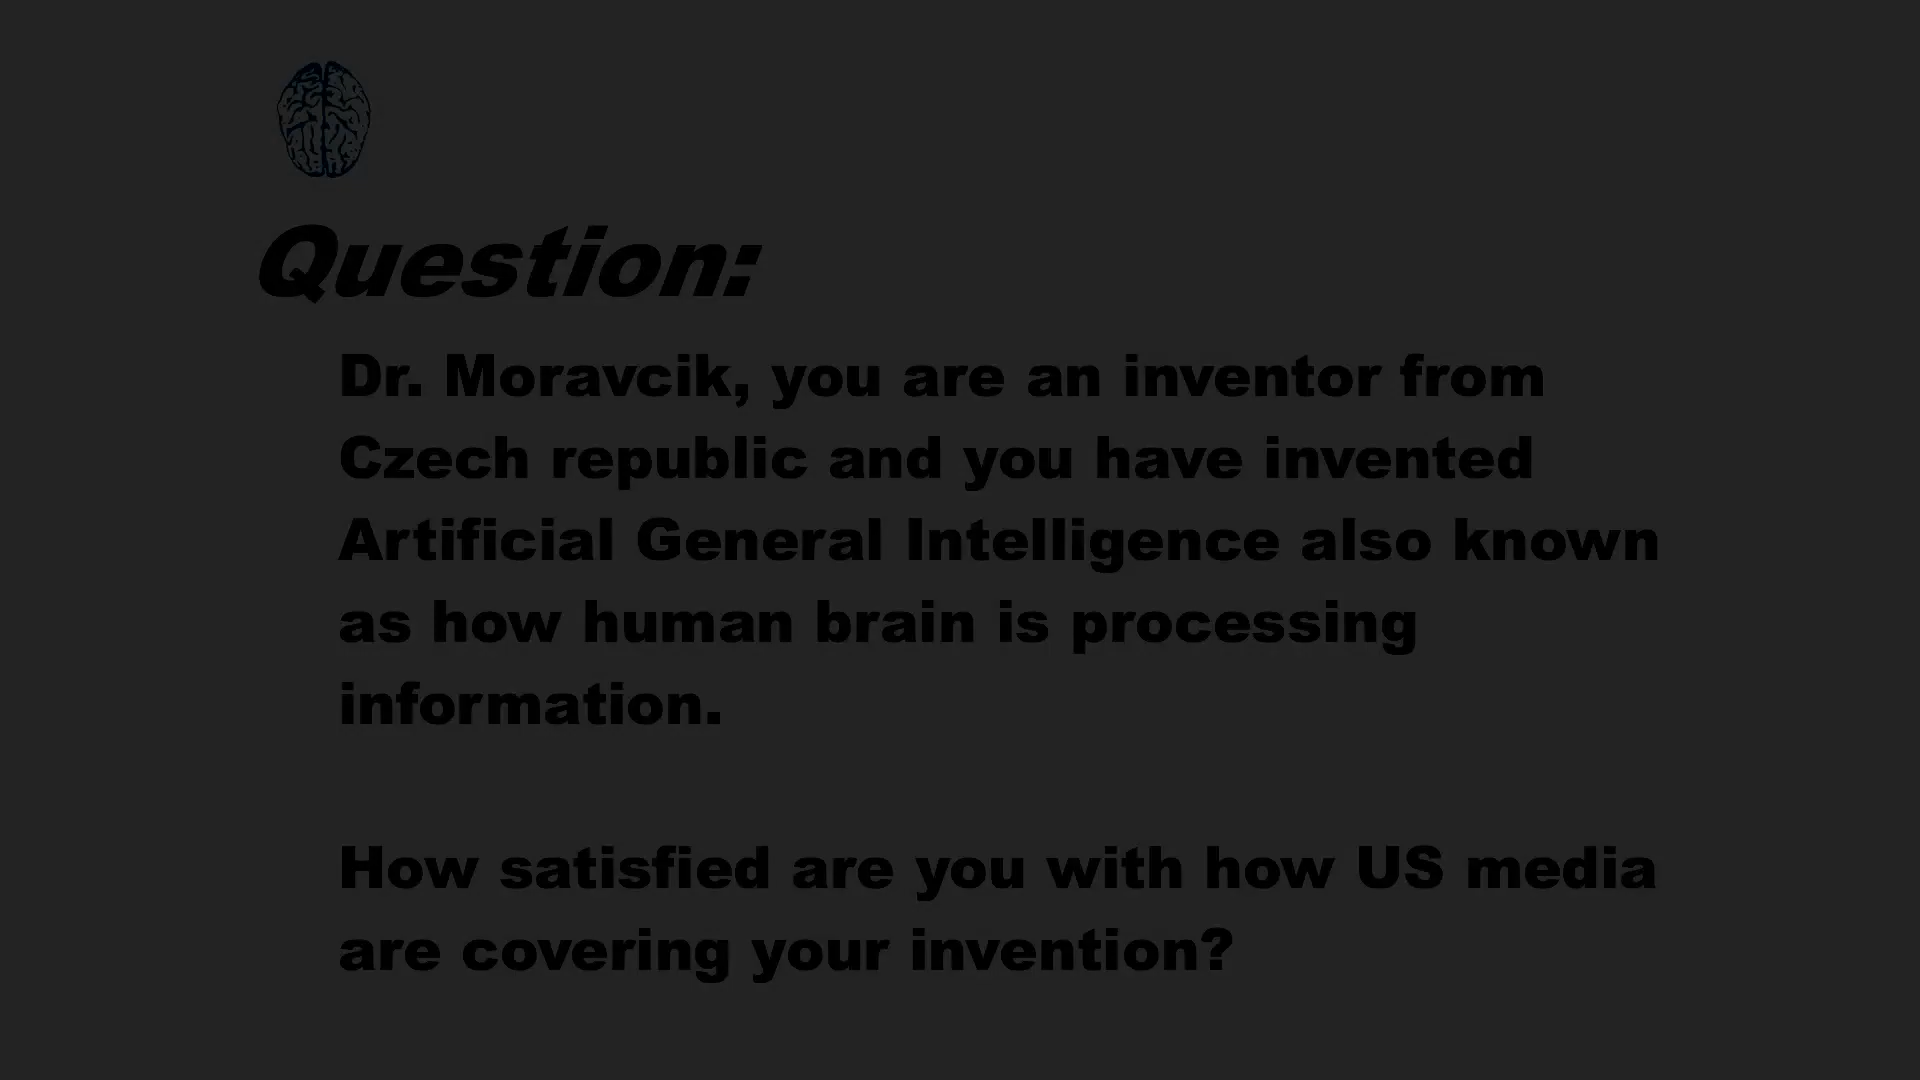 Question:
Dr. Moravcik, you are an inventor from
Czech republic and you have invented
Artificial General Intelligence also known
as how human brain is processing
information.
How satisfied are you with how US media
are covering your invention?